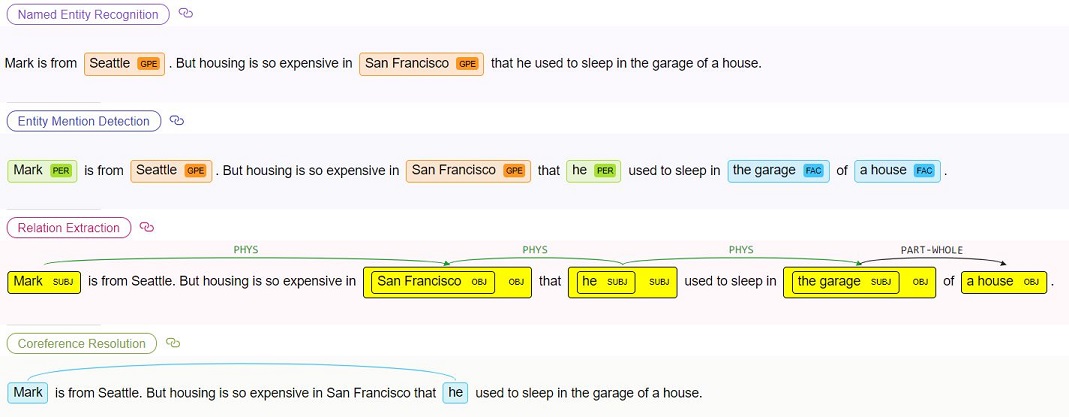 Named Entity Recognition
Mark is from Seattle GPE . But housing is so expensive in San Francisco GPE that he used to sleep in the garage of a house.
Entity Mention Detection
Mark PER is from Seattle GPE . But housing is so expensive in San Francisco GPE that he PER used to sleep in the garage FAC of a house FAC .
Relation Extraction
PHYS PHYS PHYS PART-WHOLE
Mark SUBJ is from Seattle. But housing is so expensive in San Francisco OBJ OBJ that he SUBJ SUBJ used to sleep in the garage SUBJ OBJ of a house OBJ .
Coreference Resolution
Mark is from Seattle. But housing is so expensive in San Francisco that he used to sleep in the garage of a house.